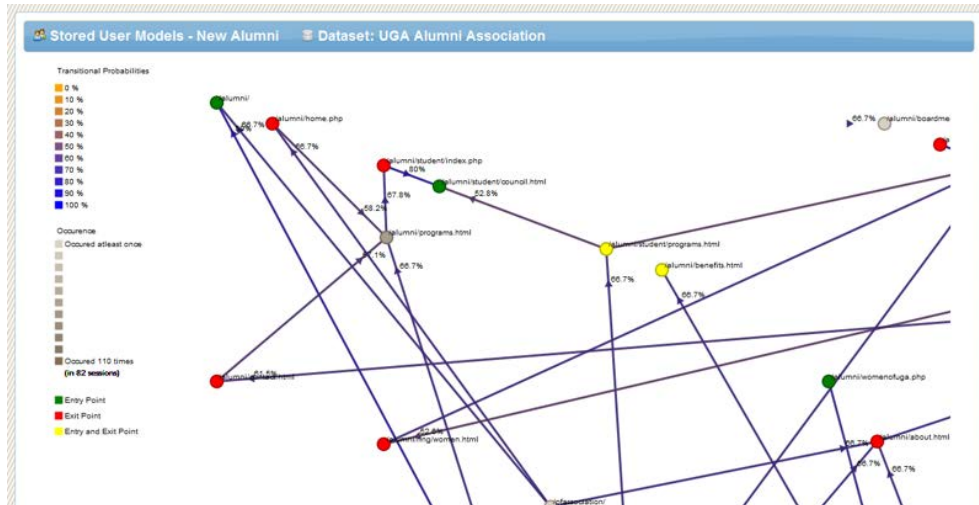 Stored User Models - New Alumni
Dataset: UGA Alumni Association
Transitional Probabilities
0 %
10 %
20 %
30 %
40 %
50 %
60 %
70 %
80 %
90 %
100 %
Occurence
Occured atleast once
Occured 110 times
(in 82 sessions)
Entry Point
Exit Point
Entry and Exit Point
/alumni/
/alumni/home.php
66.7%
66.7%
66.7%
/alumni/boardme
/alumni/student/index.php
80%
/alumni/student/council.html
67.8%
52.8%
58.2%
/alumni/programs.html
66.7%
/alumni/student/programs.html
/alumni/benefits.html
66.7%
66.7%
61.5%
/alumni/womenofuga.php
/women.html
66.7%
/alumni/about.html
66.7%
66.7%